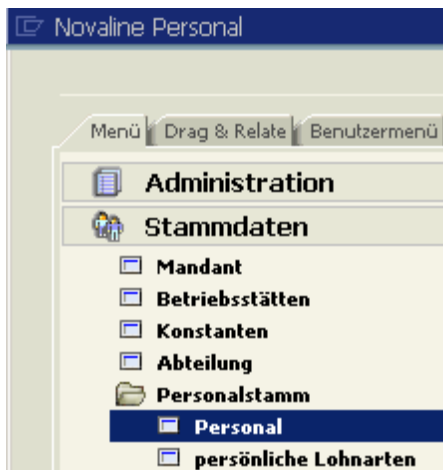 Novaline Personal
Menü Drag & Relate Benutzermenü
Administration
Stammdaten
Mandant
Betriebsstätten
Konstanten
Abteilung
Personalstamm
Personal
persönliche Lohnarten